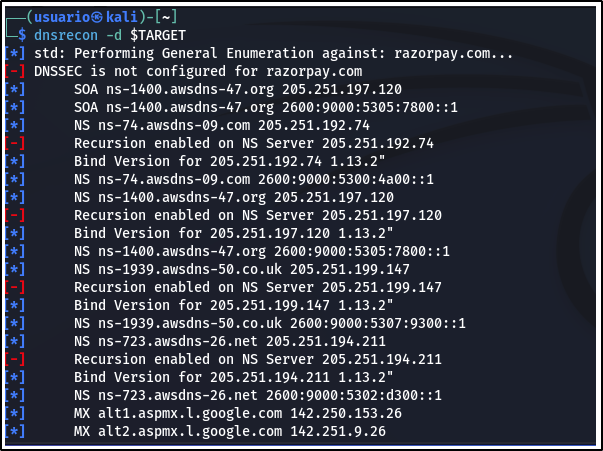 ┌──(usuario㉿kali)-[~]
└─$ dnsrecon -d $TARGET
[*] std: Performing General Enumeration against: razorpay.com...
[-] DNSSEC is not configured for razorpay.com
[*] SOA ns-1400.awsdns-47.org 205.251.197.120
[*] SOA ns-1400.awsdns-47.org 2600:9000:5305:7800::1
[*] NS ns-74.awsdns-09.com 205.251.192.74
[-] Recursion enabled on NS Server 205.251.192.74
[*] Bind Version for 205.251.192.74 1.13.2"
[*] NS ns-74.awsdns-09.com 2600:9000:5300:4a00::1
[*] NS ns-1400.awsdns-47.org 205.251.197.120
[-] Recursion enabled on NS Server 205.251.197.120
[*] Bind Version for 205.251.197.120 1.13.2"
[*] NS ns-1400.awsdns-47.org 2600:9000:5305:7800::1
[*] NS ns-1939.awsdns-50.co.uk 205.251.199.147
[-] Recursion enabled on NS Server 205.251.199.147
[*] Bind Version for 205.251.199.147 1.13.2"
[*] NS ns-1939.awsdns-50.co.uk 2600:9000:5307:9300::1
[*] NS ns-723.awsdns-26.net 205.251.194.211
[-] Recursion enabled on NS Server 205.251.194.211
[*] Bind Version for 205.251.194.211 1.13.2"
[*] NS ns-723.awsdns-26.net 2600:9000:5302:d300::1
[*] MX alt1.aspmx.l.google.com 142.250.153.26
[*] MX alt2.aspmx.l.google.com 142.251.9.26